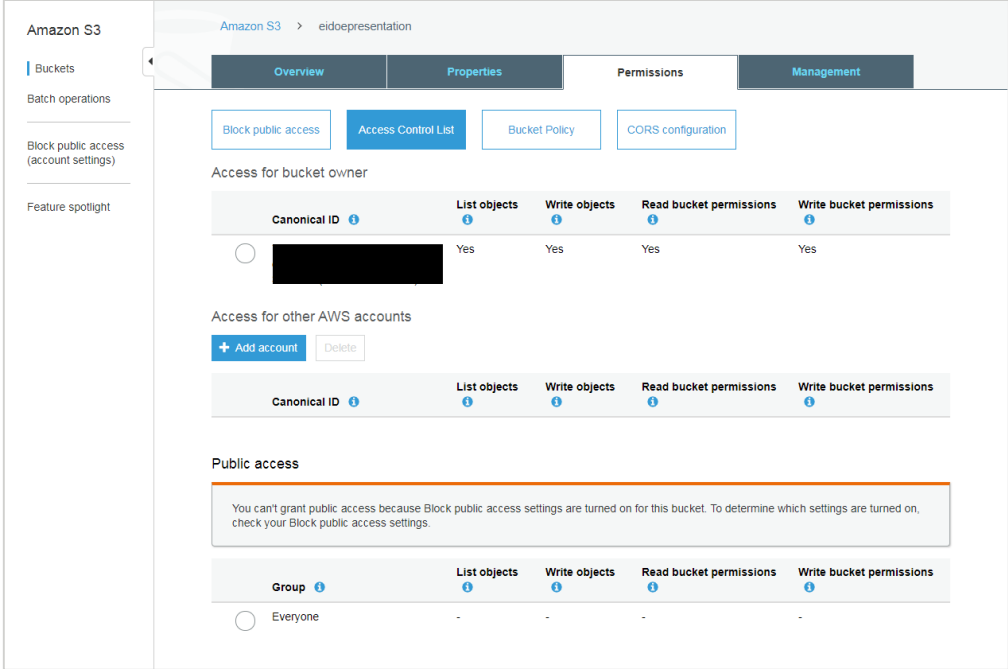 Amazon S3
Buckets
Batch operations
Block public access
(account settings)
Feature spotlight
Amazon S3 > eidoepresentation
Overview Properties Permissions Management
Block public access Access Control List Bucket Policy CORS configuration
Access for bucket owner
Canonical ID List objects Write objects Read bucket permissions Write bucket permissions
Yes Yes Yes Yes
Access for other AWS accounts
+ Add account Delete
Canonical ID List objects Write objects Read bucket permissions Write bucket permissions
Public access
You can't grant public access because Block public access settings are turned on for this bucket. To determine which settings are turned on,
check your Block public access settings.
Group List objects Write objects Read bucket permissions Write bucket permissions
Everyone - - - -